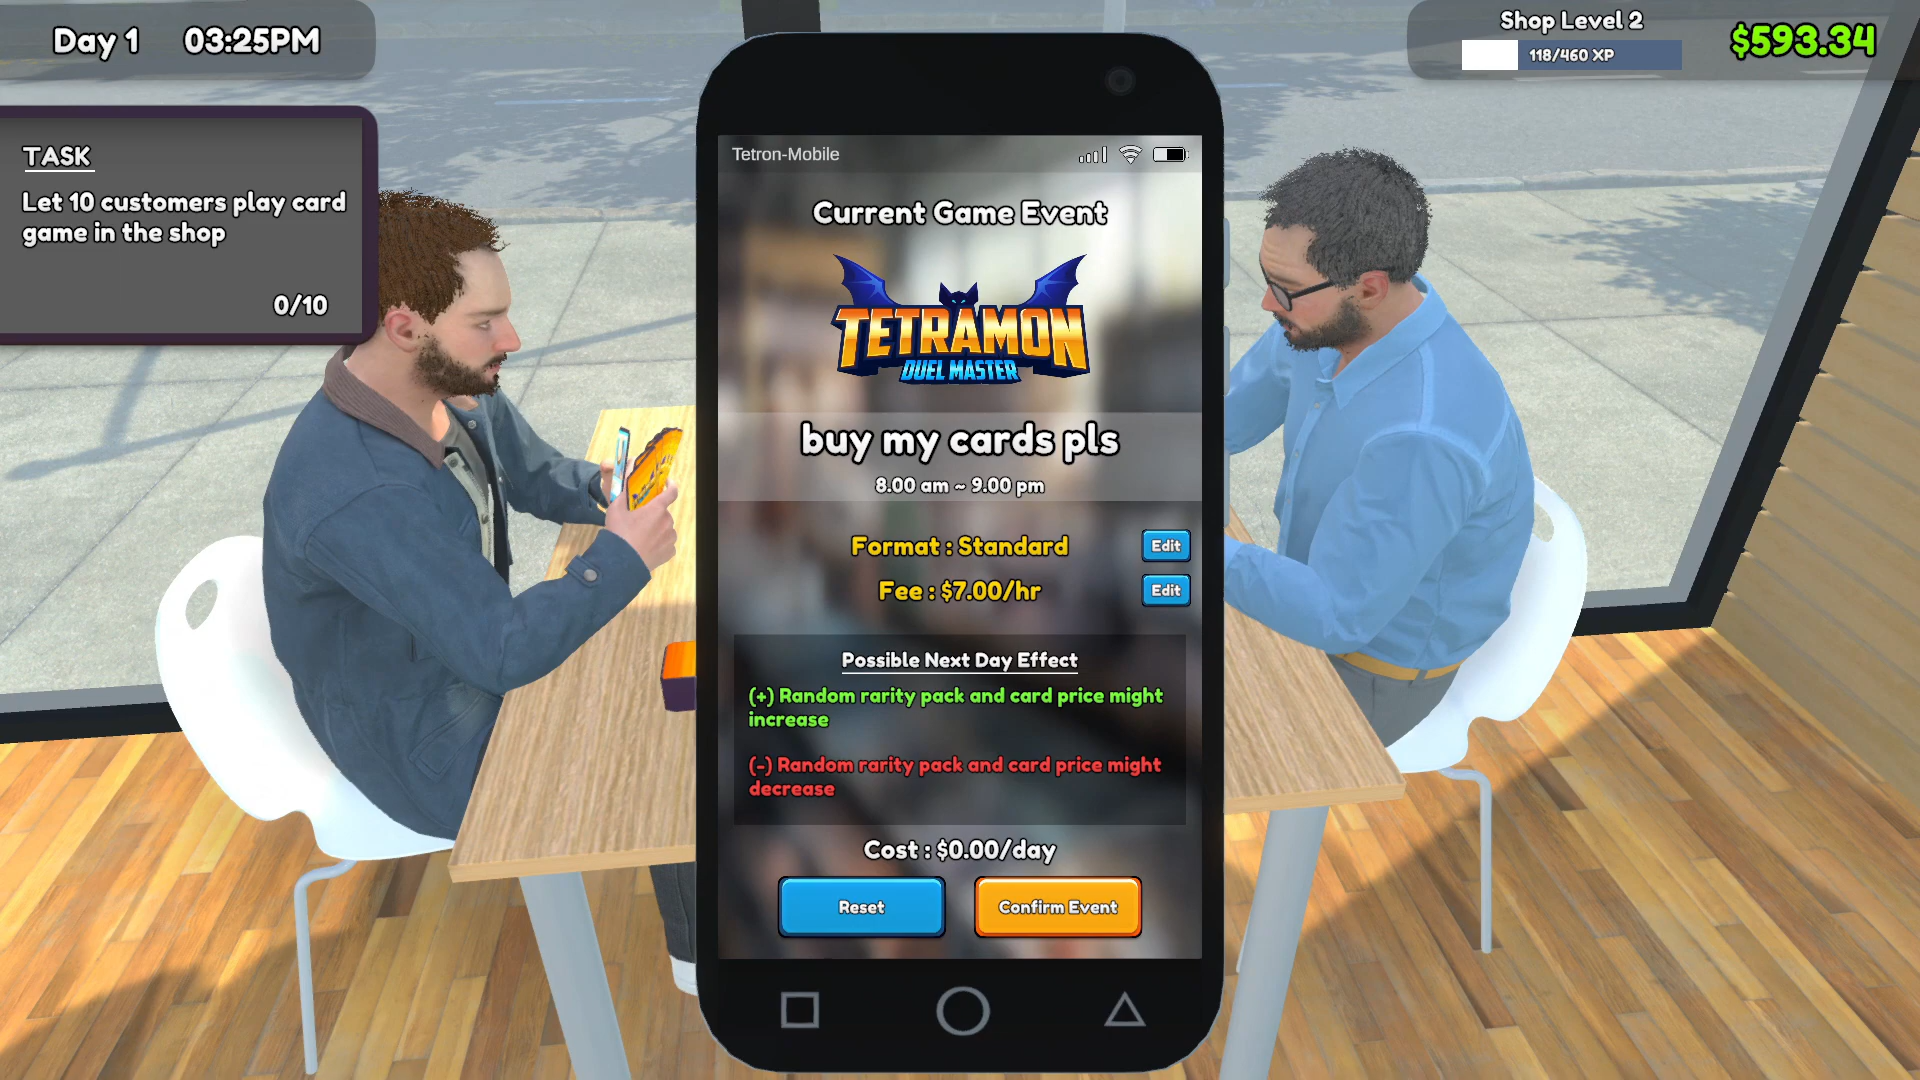 Day 1 03:25PM
Shop Level 2
118/460 XP
$593.34
TASK
Let 10 customers play card
game in the shop
0/10
Tetron-Mobile
Current Game Event
TETRAMON
DUEL MASTER
buy my cards pls
8.00 am ~ 9.00 pm
Format : Standard
Edit
Fee : $7.00/hr
Edit
Possible Next Day Effect
(+) Random rarity pack and card price might
increase
(-) Random rarity pack and card price might
decrease
Cost : $0.00/day
Reset
Confirm Event